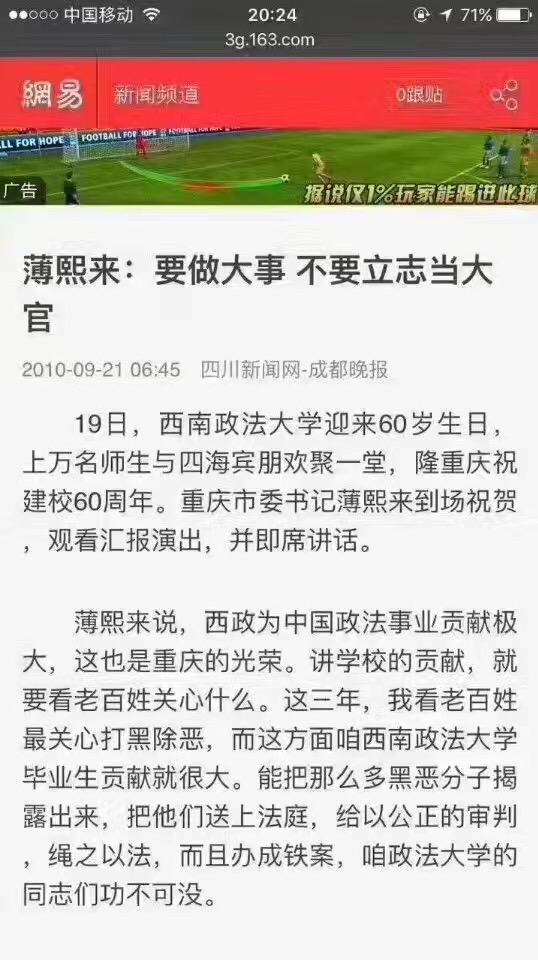 中国移动 20:24 71%
3g.163.com
網易 新闻频道 0跟贴
FOR HOPE FOOTBALL FOR HOPE FOOTBALL FOR HOPE
广告 据说仅1%玩家能踢进此球
薄熙来：要做大事 不要立志当大
官
2010-09-21 06:45 四川新闻网-成都晚报
19日，西南政法大学迎来60岁生日，
上万名师生与四海宾朋欢聚一堂，隆重庆祝
建校60周年。重庆市委书记薄熙来到场祝贺
，观看汇报演出，并即席讲话。
薄熙来说，西政为中国政法事业贡献极
大，这也是重庆的光荣。讲学校的贡献，就
要看老百姓关心什么。这三年，我看老百姓
最关心打黑除恶，而这方面咱西南政法大学
毕业生贡献就很大。能把那么多黑恶分子揭
露出来，把他们送上法庭，给以公正的审判
，绳之以法，而且办成铁案，咱政法大学的
同志们功不可没。